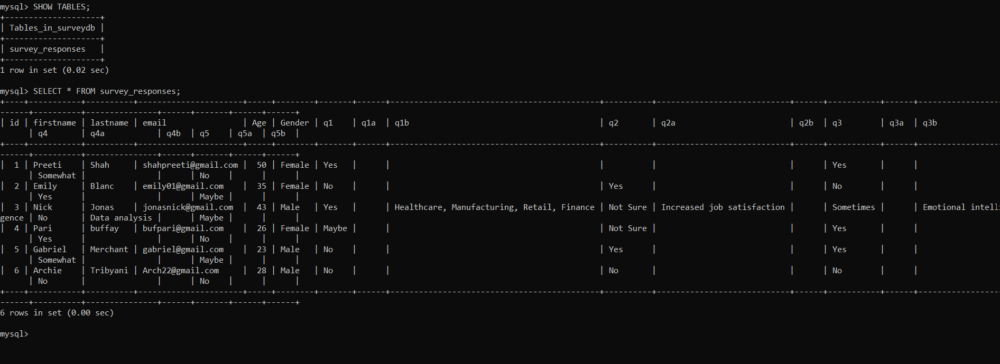 mysql> SHOW TABLES;
+--------------------+
| Tables_in_surveydb |
+--------------------+
| survey_responses   |
+--------------------+
1 row in set (0.02 sec)
mysql> SELECT * FROM survey_responses;
+----+-----------+----------+----------------------+-----+--------+-------+------+--------------------------------------------+----------+----------------------------+------+-----------+------+-----------------
------+----------+---------------+------+-------+------+------+
| id | firstname | lastname | email                | Age | Gender | q1    | q1a  | q1b                                        | q2       | q2a                        | q2b  | q3        | q3a  | q3b
      | q4       | q4a           | q4b  | q5    | q5a  | q5b  |
+----+-----------+----------+----------------------+-----+--------+-------+------+--------------------------------------------+----------+----------------------------+------+-----------+------+-----------------
------+----------+---------------+------+-------+------+------+
|  1 | Preeti    | Shah     | shahpreeti@gmail.com |  50 | Female | Yes   |      |                                            |          |                            |      | Yes       |      |
      | Somewhat |               |      | No    |      |      |
|  2 | Emily     | Blanc    | emily01@gmail.com    |  35 | Female | No    |      |                                            | Yes      |                            |      | No        |      |
      | Yes      |               |      | Maybe |      |      |
|  3 | Nick      | Jonas    | jonasnick@gmail.com  |  43 | Male   | Yes   |      | Healthcare, Manufacturing, Retail, Finance | Not Sure | Increased job satisfaction |      | Sometimes |      | Emotional intelli
gence | No       | Data analysis |      | Maybe |      |      |
|  4 | Pari      | buffay   | bufpari@gmail.com    |  26 | Female | Maybe |      |                                            | Not Sure |                            |      | Yes       |      |
      | Yes      |               |      | No    |      |      |
|  5 | Gabriel   | Merchant | gabriel@gmail.com    |  23 | Male   | No    |      |                                            | Yes      |                            |      | Yes       |      |
      | Somewhat |               |      | Maybe |      |      |
|  6 | Archie    | Tribyani | Arch22@gmail.com     |  28 | Male   | No    |      |                                            | No       |                            |      | No        |      |
      | No       |               |      | No    |      |      |
+----+-----------+----------+----------------------+-----+--------+-------+------+--------------------------------------------+----------+----------------------------+------+-----------+------+-----------------
------+----------+---------------+------+-------+------+------+
6 rows in set (0.00 sec)
mysql>